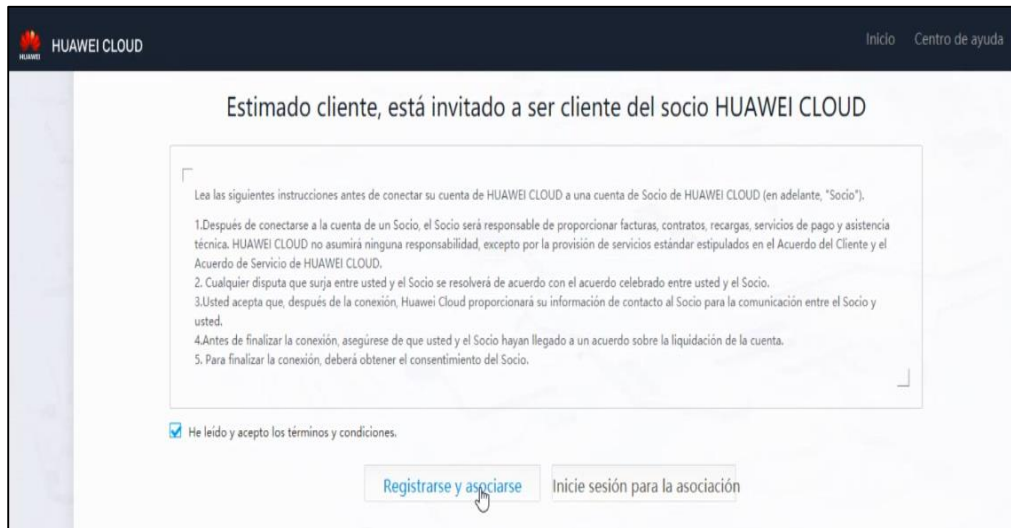 HUAWEI
HUAWEI CLOUD
Inicio
Centro de ayuda
Estimado cliente, está invitado a ser cliente del socio HUAWEI CLOUD
Lea las siguientes instrucciones antes de conectar su cuenta de HUAWEI CLOUD a una cuenta de Socio de HUAWEI CLOUD (en adelante, "Socio").
1.Después de conectarse a la cuenta de un Socio, el Socio será responsable de proporcionar facturas, contratos, recargas, servicios de pago y asistencia
técnica. HUAWEI CLOUD no asumirá ninguna responsabilidad, excepto por la provisión de servicios estándar estipulados en el Acuerdo del Cliente y el
Acuerdo de Servicio de HUAWEI CLOUD.
2. Cualquier disputa que surja entre usted y el Socio se resolverá de acuerdo con el acuerdo celebrado entre usted y el Socio.
3.Usted acepta que, después de la conexión, Huawei Cloud proporcionará su información de contacto al Socio para la comunicación entre el Socio y
usted.
4.Antes de finalizar la conexión, asegúrese de que usted y el Socio hayan llegado a un acuerdo sobre la liquidación de la cuenta.
5. Para finalizar la conexión, deberá obtener el consentimiento del Socio.
He leído y acepto los términos y condiciones.
Registrarse y asociarse
Inicie sesión para la asociación